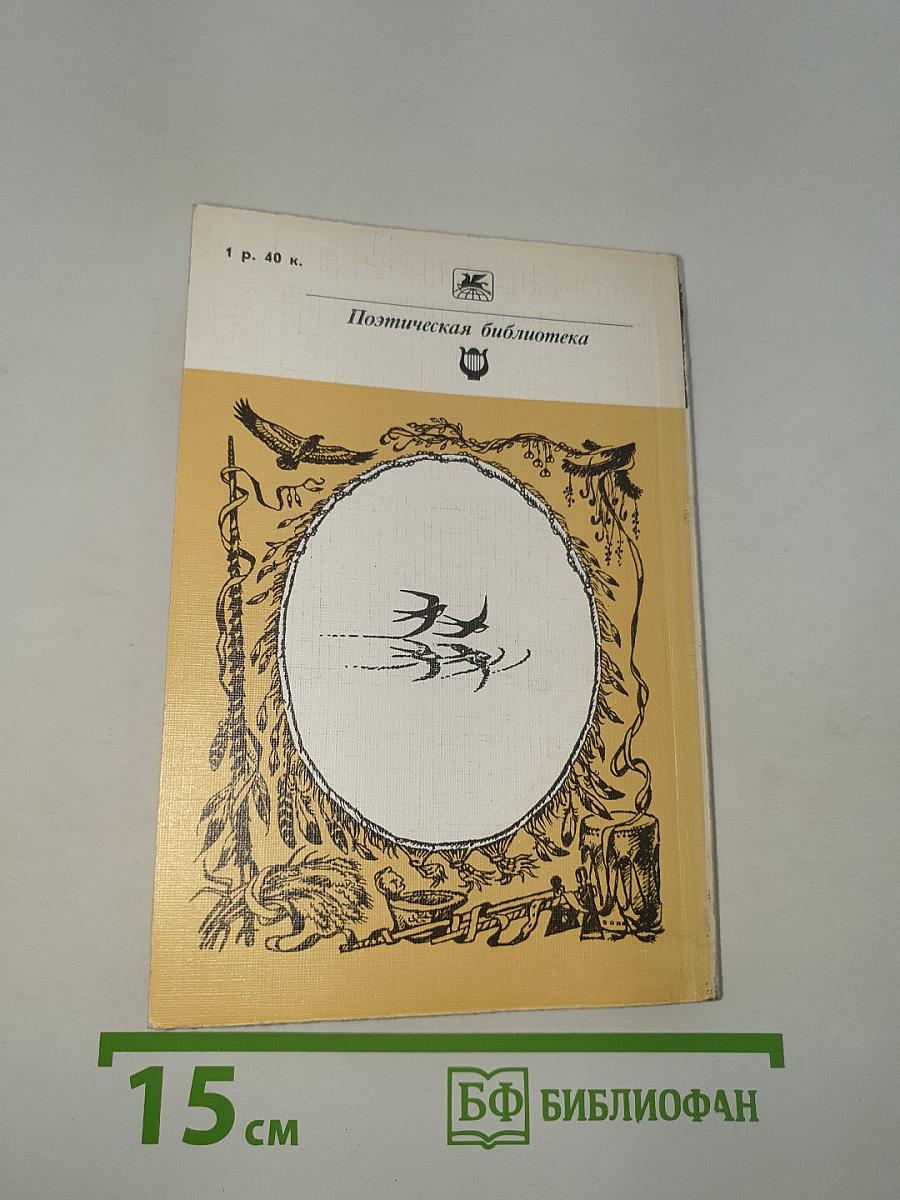 1 р. 40 к.
Поэтическая библиотека
15 см
БФ БИБЛИОФАН